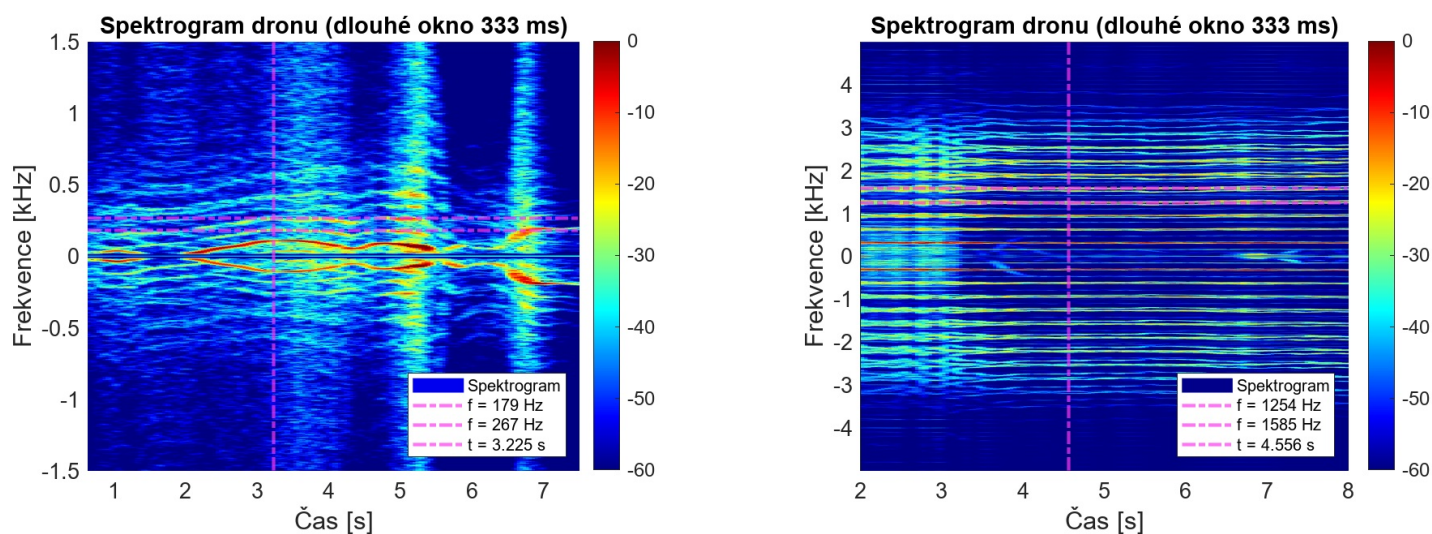 Spektrogram dronu (dlouhé okno 333 ms)
1.5
1
0.5
0
-0.5
-1
-1.5
Frekvence [kHz]
1 2 3 4 5 6 7
Čas [s]
Spektrogram
f = 179 Hz
f = 267 Hz
t = 3.225 s
0
-10
-20
-30
-40
-50
-60
Spektrogram dronu (dlouhé okno 333 ms)
4
3
2
1
0
-1
-2
-3
-4
Frekvence [kHz]
2 3 4 5 6 7 8
Čas [s]
Spektrogram
f = 1254 Hz
f = 1585 Hz
t = 4.556 s
0
-10
-20
-30
-40
-50
-60